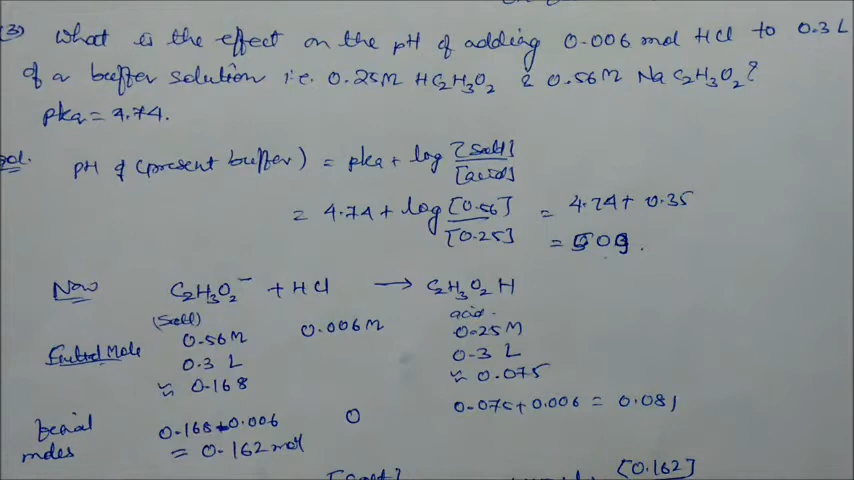 (3) What is the effect on the pH of adding 0.006 mol HCl to 0.3 L
of a buffer solution i.e. 0.25M HC2H3O2 & 0.56M NaC2H3O2?
pka = 4.74.
Sol. pH of (present buffer) = pka + log [Salt]/[acid]
= 4.74 + log [0.56]/[0.25] = 4.74 + 0.35
= 509.
Now C2H3O2⁻ + HCl → C2H3O2H
(Salt) acid.
0.56M 0.006M 0.25M
Initial Mole 0.3 L 0.3 L
≈ 0.168 ≈ 0.075
Final moles 0.168-0.006 0 0.075+0.006 = 0.081
= 0.162 mol
[Salt] [0.162]